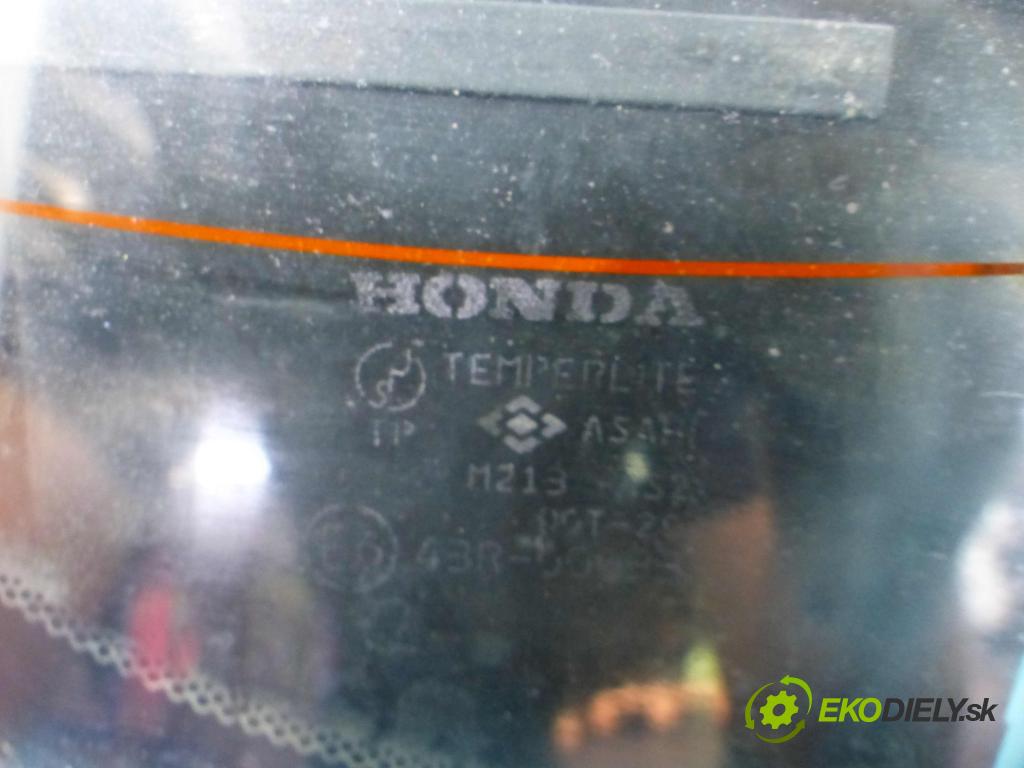 HONDA
TEMPERLITE
TP
ASAHI
M213
43R-
EKODIELY.sk